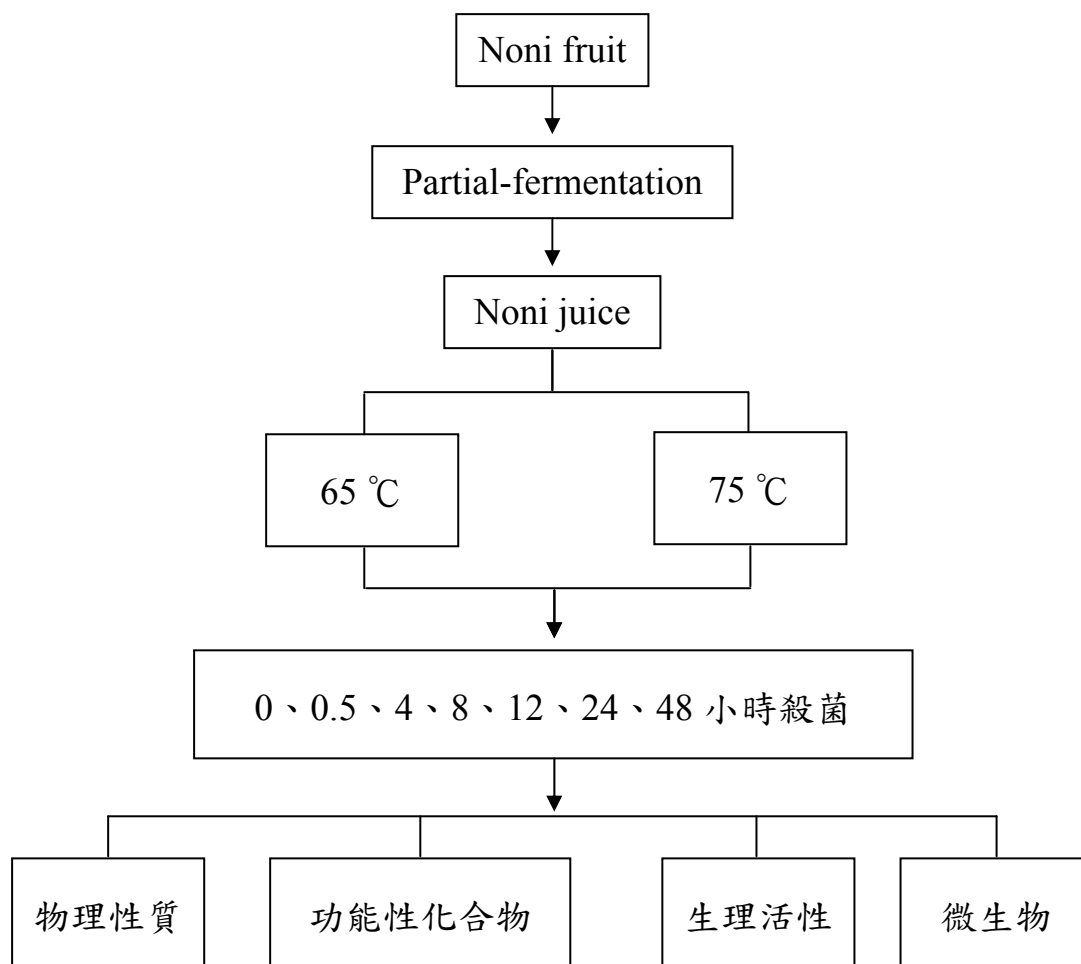 Noni fruit
Partial-fermentation
Noni juice
65 ℃
75 ℃
0、0.5、4、8、12、24、48 小時殺菌
物理性質
功能性化合物
生理活性
微生物